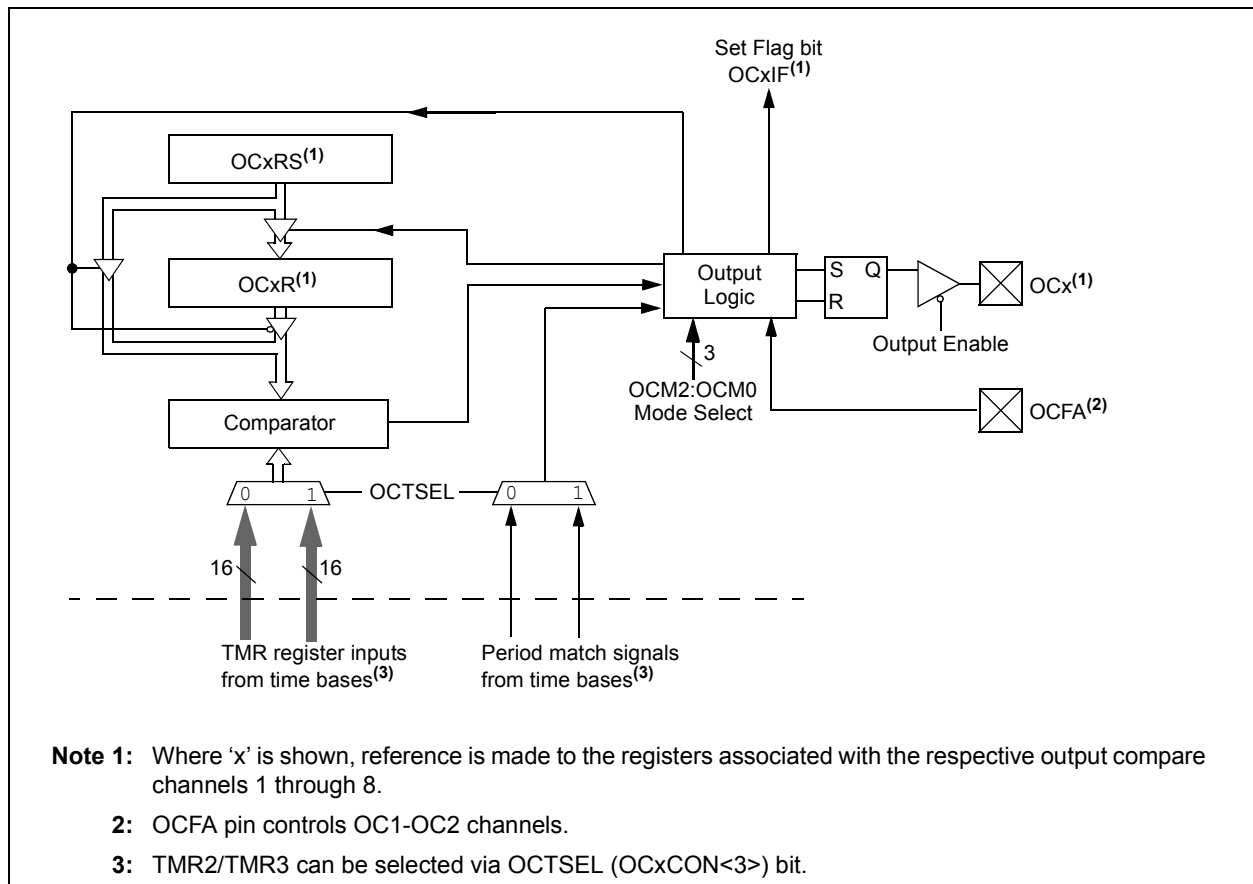 Set Flag bit
OCxIF(1)
OCxRS(1)
OCxR(1)
Output
Logic
S Q
R
OCx(1)
Output Enable
3
OCM2:OCM0
Mode Select
OCFA(2)
Comparator
0 1
OCTSEL
0 1
16
16
TMR register inputs
from time bases(3)
Period match signals
from time bases(3)
Note 1: Where ‘x’ is shown, reference is made to the registers associated with the respective output compare
channels 1 through 8.
2: OCFA pin controls OC1-OC2 channels.
3: TMR2/TMR3 can be selected via OCTSEL (OCxCON<3>) bit.